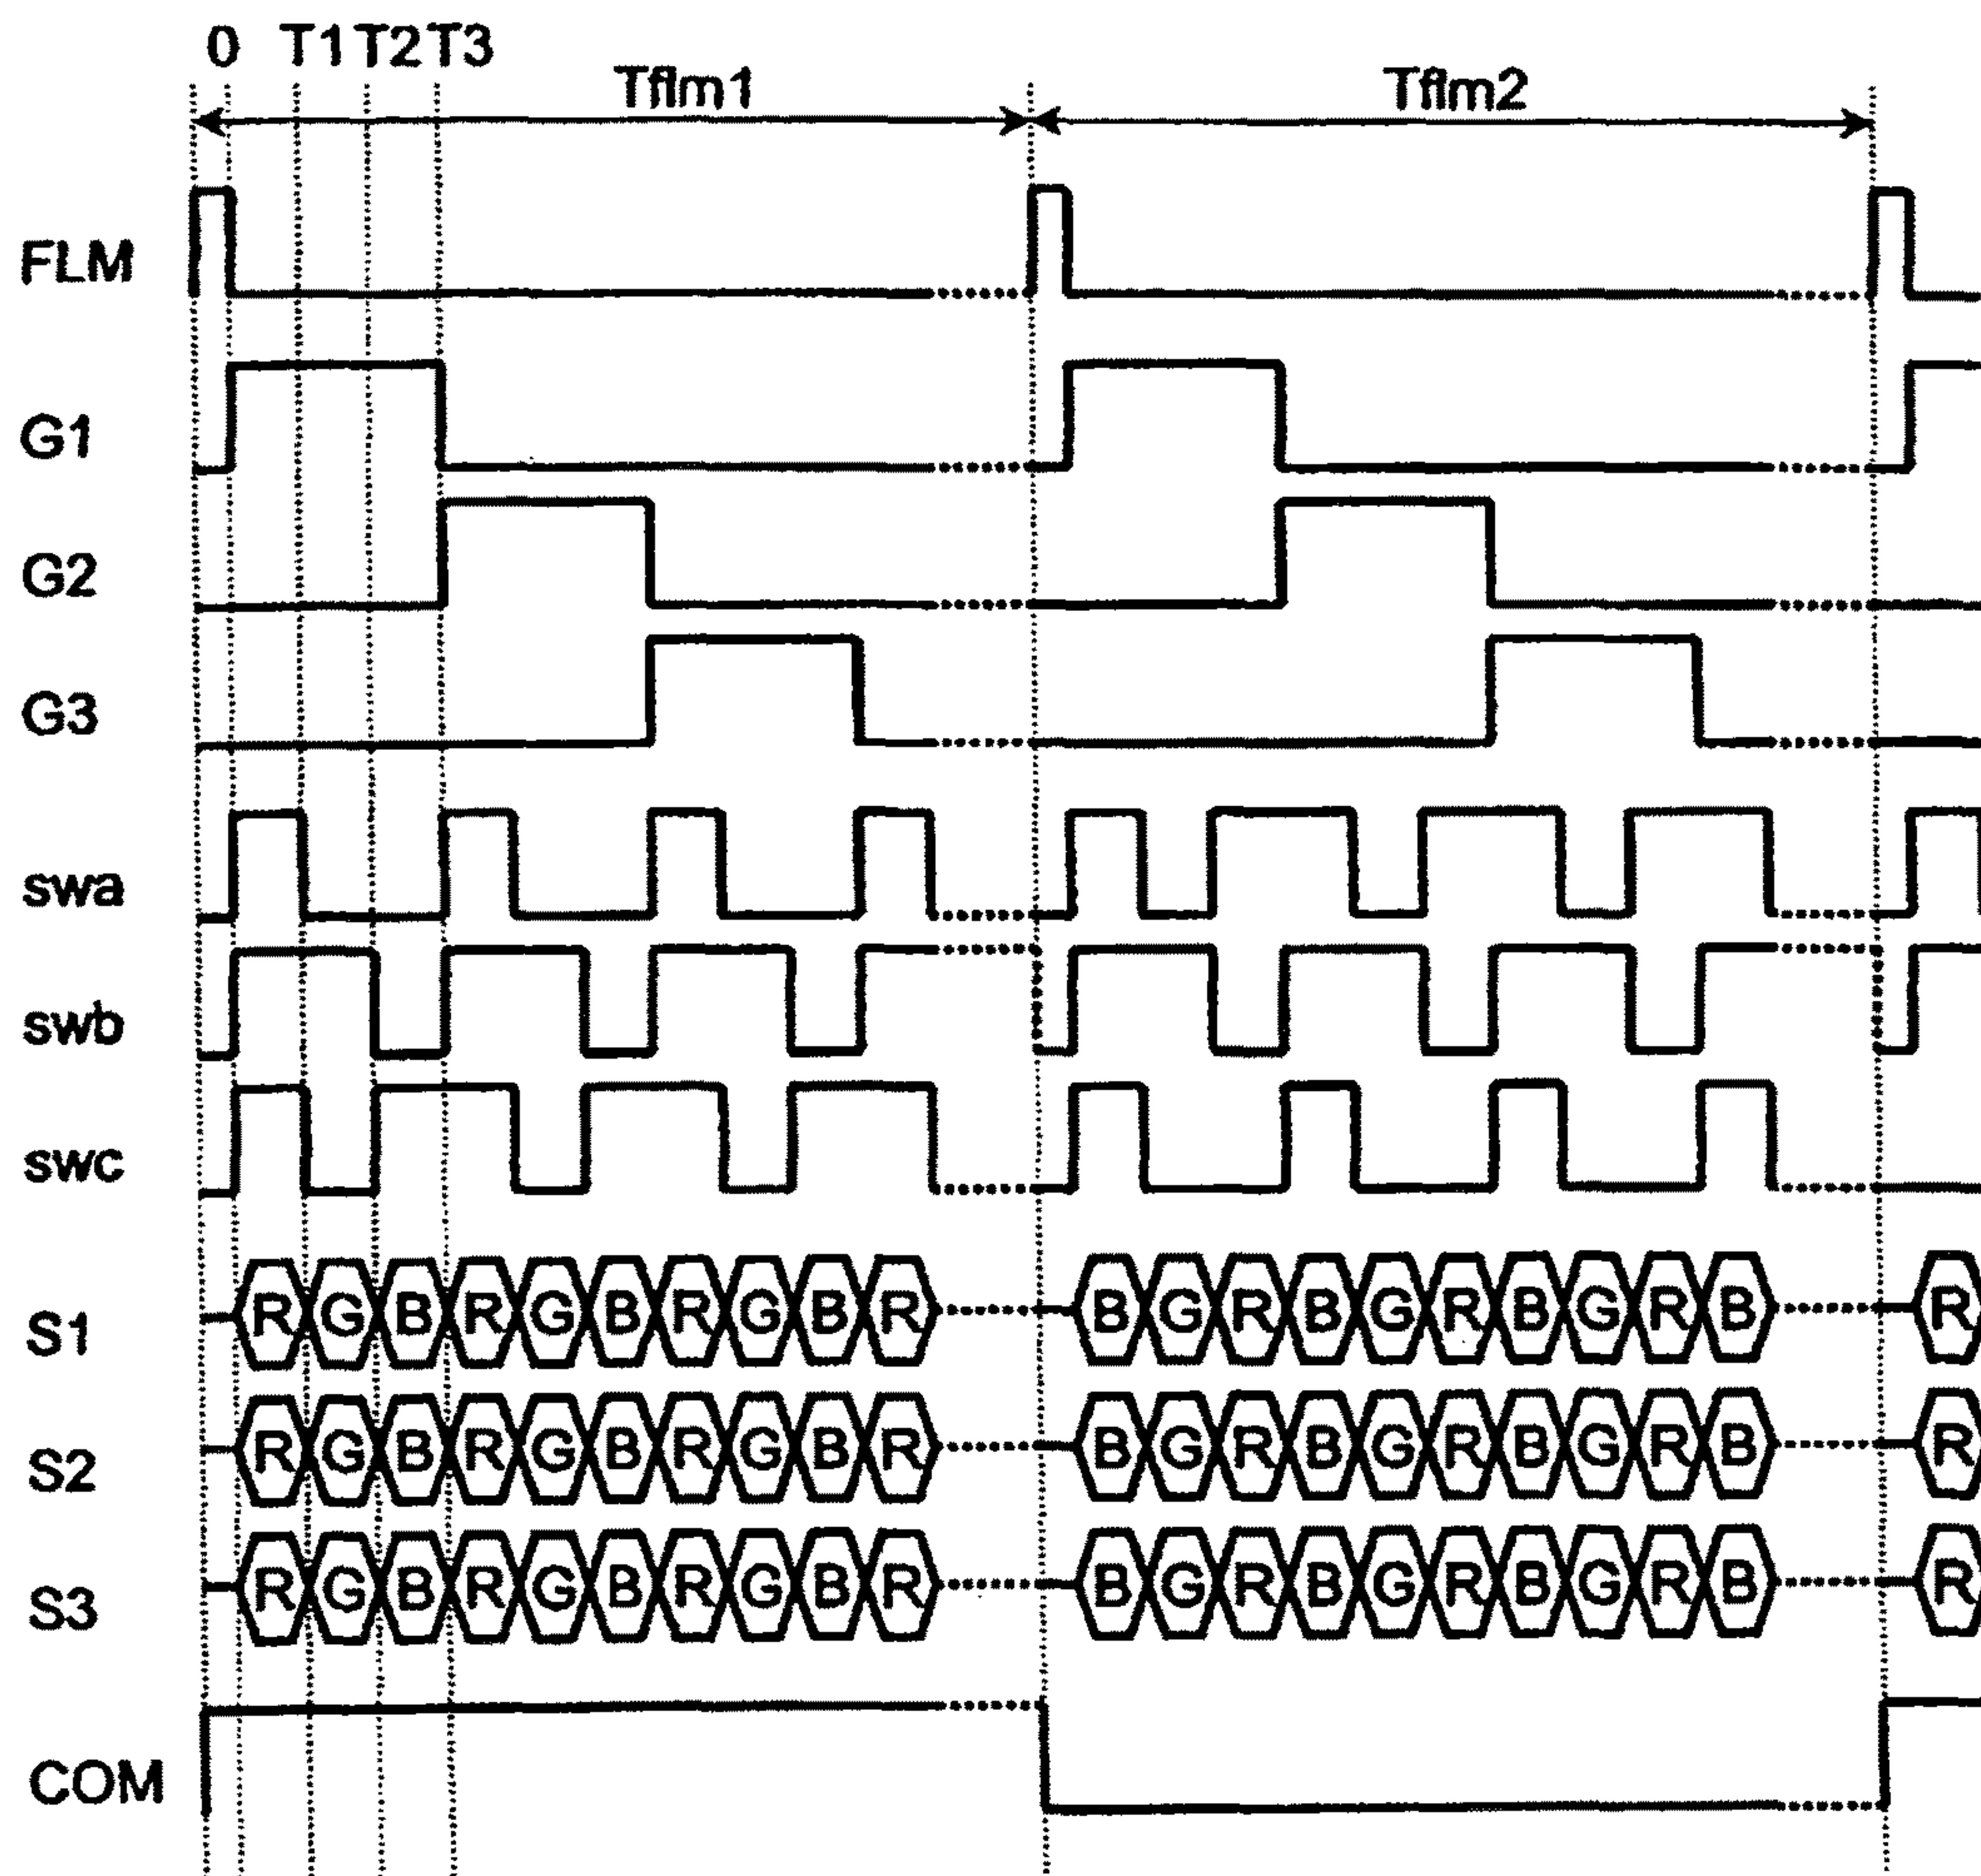 0 T1 T2 T3
Tflm1 Tflm2
FLM
G1
G2
G3
swa
swb
swc
S1 R G B R G B R G B R B G R B G R B G R B R
S2 R G B R G B R G B R B G R B G R B G R B R
S3 R G B R G B R G B R B G R B G R B G R B R
COM